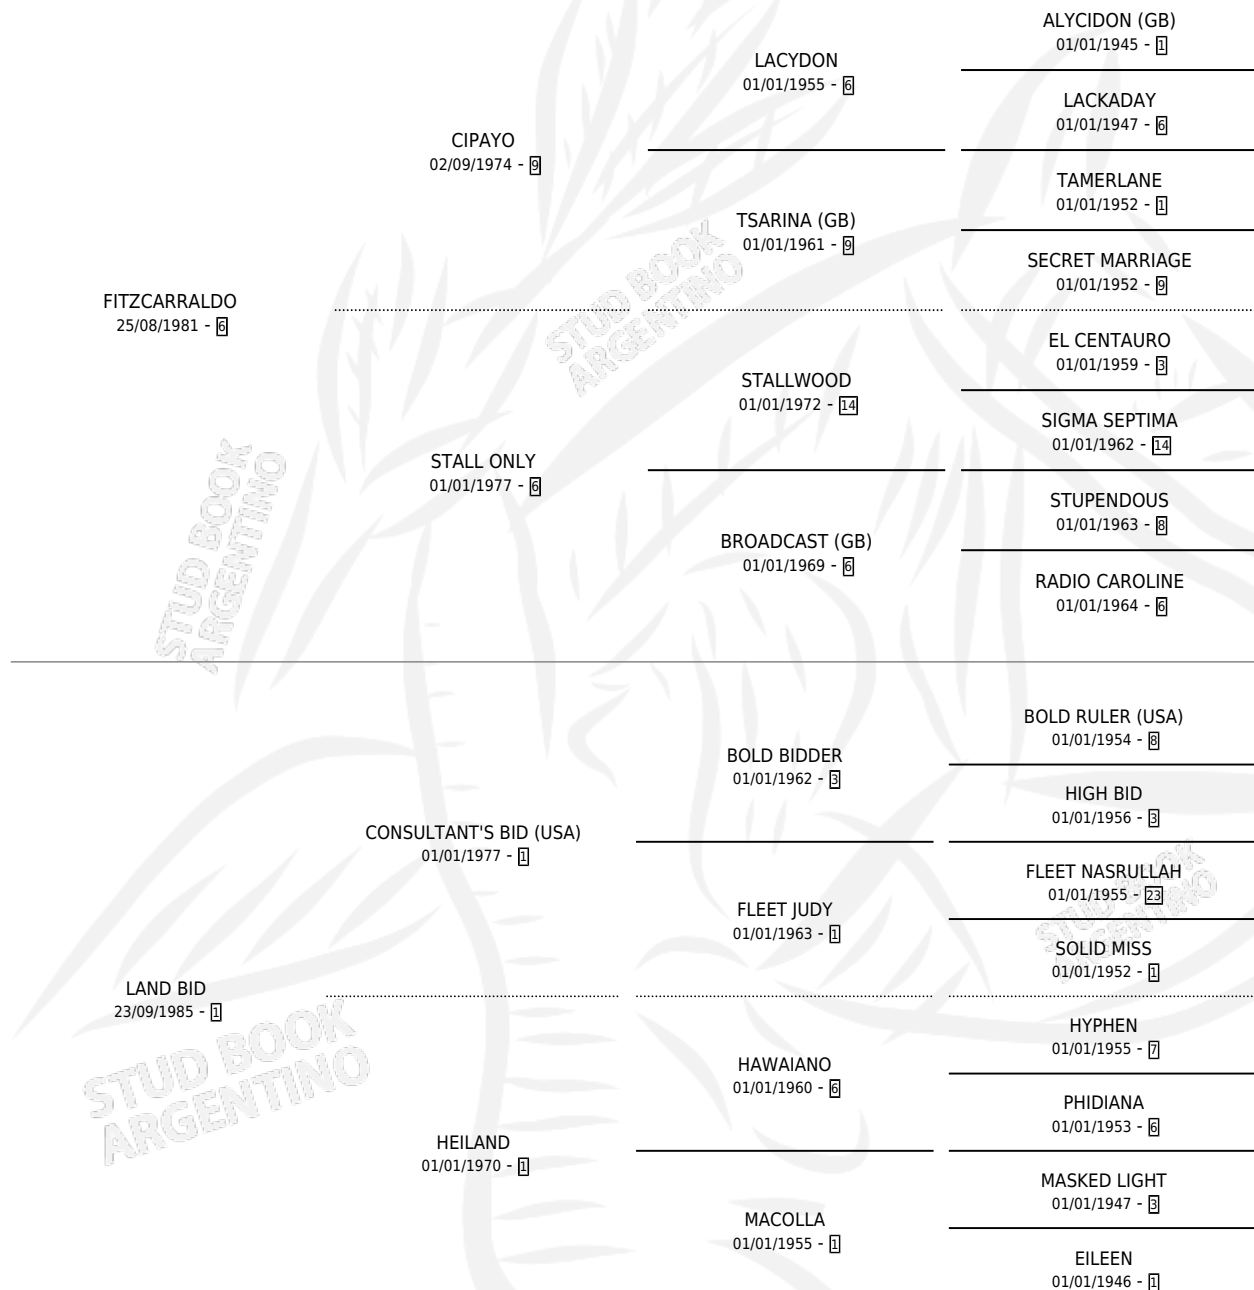 ALYCIDON (GB)
01/01/1945 - 1
LACYDON
01/01/1955 - 6
LACKADAY
01/01/1947 - 6
CIPAYO
02/09/1974 - 9
TAMERLANE
01/01/1952 - 1
TSARINA (GB)
01/01/1961 - 9
SECRET MARRIAGE
01/01/1952 - 9
FITZCARRALDO
25/08/1981 - 6
EL CENTAURO
01/01/1959 - 3
STALLWOOD
01/01/1972 - 14
SIGMA SEPTIMA
01/01/1962 - 14
STALL ONLY
01/01/1977 - 6
STUPENDOUS
01/01/1963 - 8
BROADCAST (GB)
01/01/1969 - 6
RADIO CAROLINE
01/01/1964 - 6
BOLD RULER (USA)
01/01/1954 - 8
BOLD BIDDER
01/01/1962 - 3
HIGH BID
01/01/1956 - 3
CONSULTANT'S BID (USA)
01/01/1977 - 1
FLEET NASRULLAH
01/01/1955 - 23
FLEET JUDY
01/01/1963 - 1
SOLID MISS
01/01/1952 - 1
LAND BID
23/09/1985 - 1
HYPHEN
01/01/1955 - 7
HAWAIANO
01/01/1960 - 6
PHIDIANA
01/01/1953 - 6
HEILAND
01/01/1970 - 1
MASKED LIGHT
01/01/1947 - 3
MACOLLA
01/01/1955 - 1
EILEEN
01/01/1946 - 1
STUD BOOK
ARGENTINO
STUD BOOK
ARGENTINO
STUD BOOK
ARGENTINO
STUD BOOK
ARGENTINO